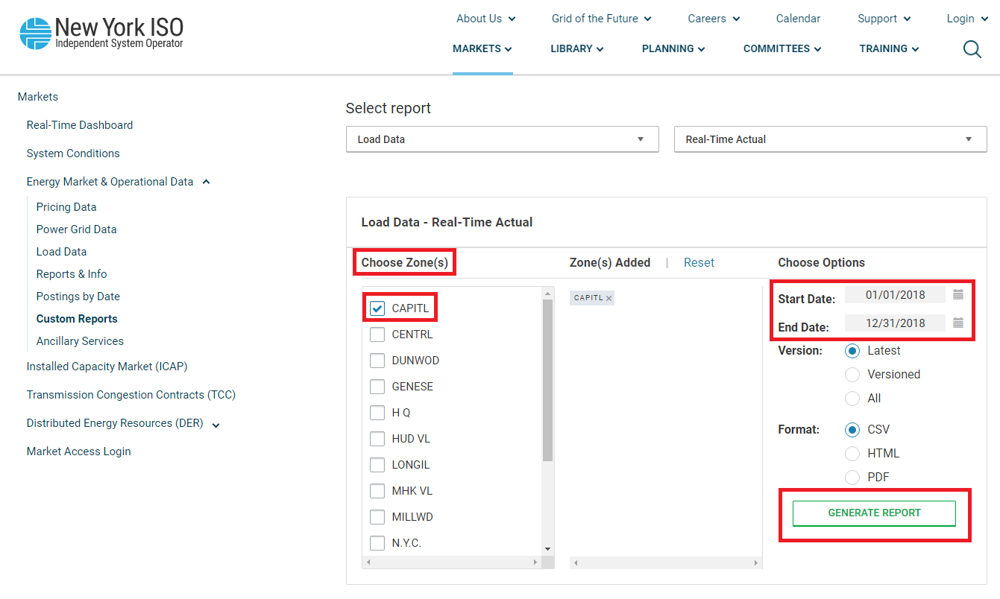 New York ISO
Independent System Operator
About Us
Grid of the Future
Careers
Calendar
Support
Login
MARKETS
LIBRARY
PLANNING
COMMITTEES
TRAINING
Markets
Real-Time Dashboard
System Conditions
Energy Market & Operational Data
Pricing Data
Power Grid Data
Load Data
Reports & Info
Postings by Date
Custom Reports
Ancillary Services
Installed Capacity Market (ICAP)
Transmission Congestion Contracts (TCC)
Distributed Energy Resources (DER)
Market Access Login
Select report
Load Data
Real-Time Actual
Load Data - Real-Time Actual
Choose Zone(s)
CAPITL
CENTRL
DUNWOD
GENESE
H Q
HUD VL
LONGIL
MHK VL
MILLWD
N.Y.C.
Zone(s) Added | Reset
CAPITL ×
Choose Options
Start Date: 01/01/2018
End Date: 12/31/2018
Version: Latest
Versioned
All
Format: CSV
HTML
PDF
GENERATE REPORT